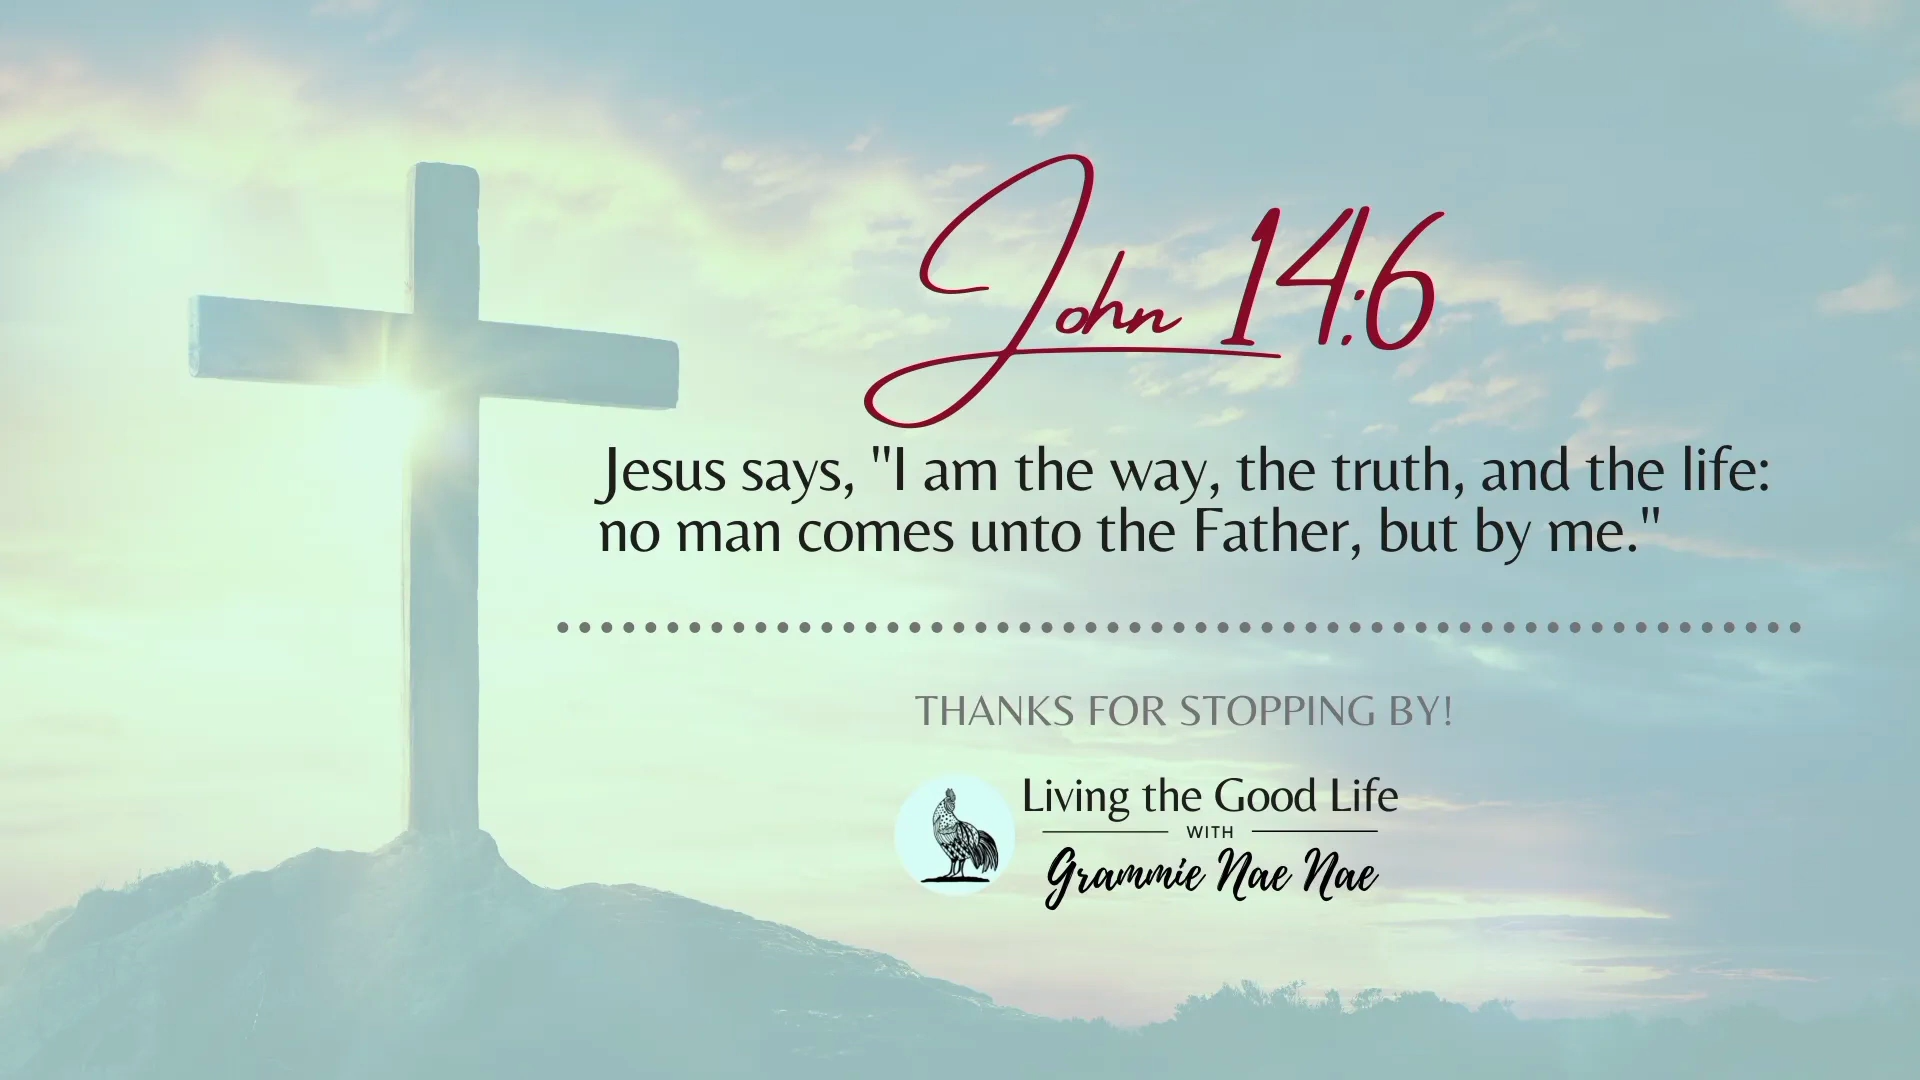 John 14:6
Jesus says, "I am the way, the truth, and the life:
no man comes unto the Father, but by me."
THANKS FOR STOPPING BY!
Living the Good Life
WITH
Grammie Nae Nae